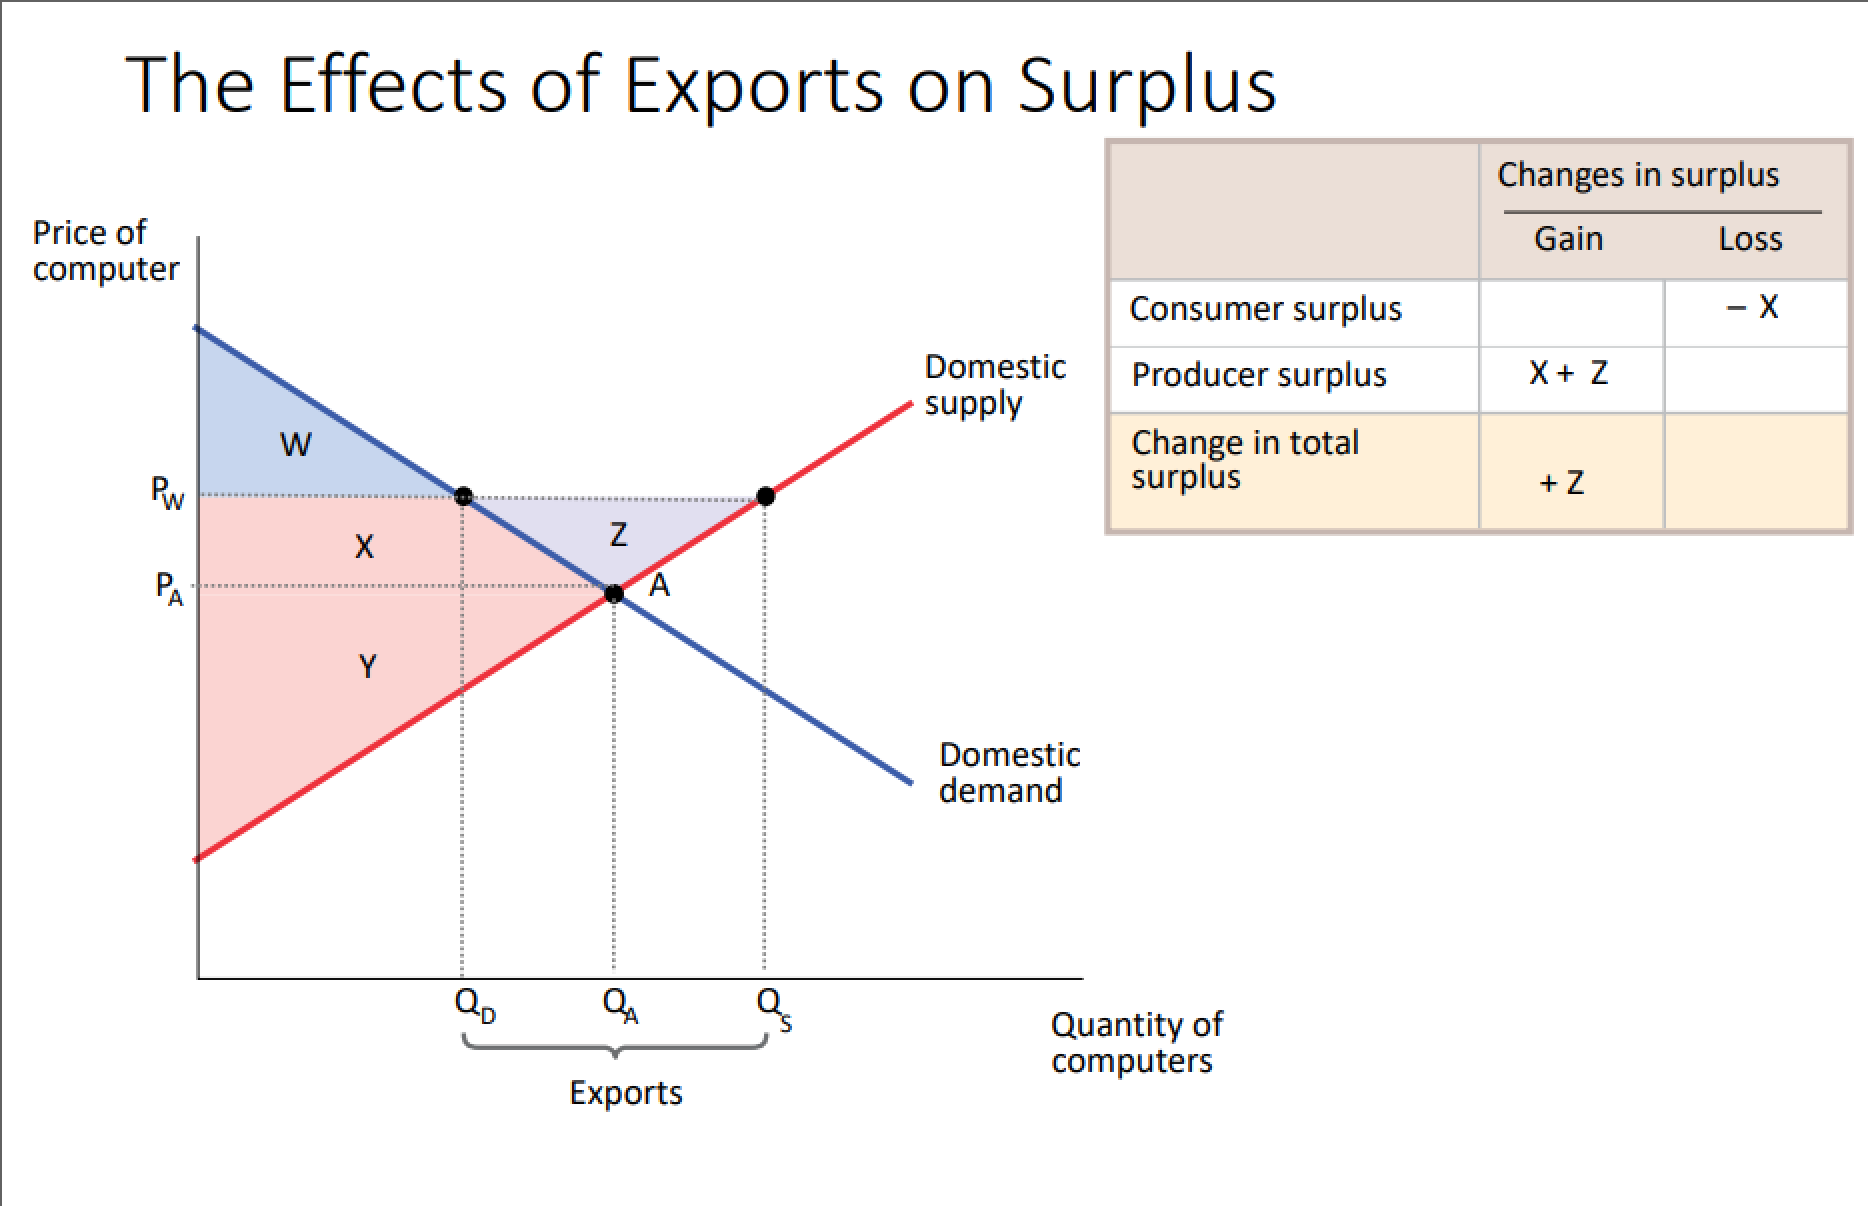 The Effects of Exports on Surplus
Changes in surplus
Gain Loss
Consumer surplus – X
Producer surplus X + Z
Change in total
surplus
+ Z
Price of
computer
W
Domestic
supply
P_W
X
Z
P_A
A
Y
Domestic
demand
Q_D Q_A Q_S
Quantity of
computers
Exports